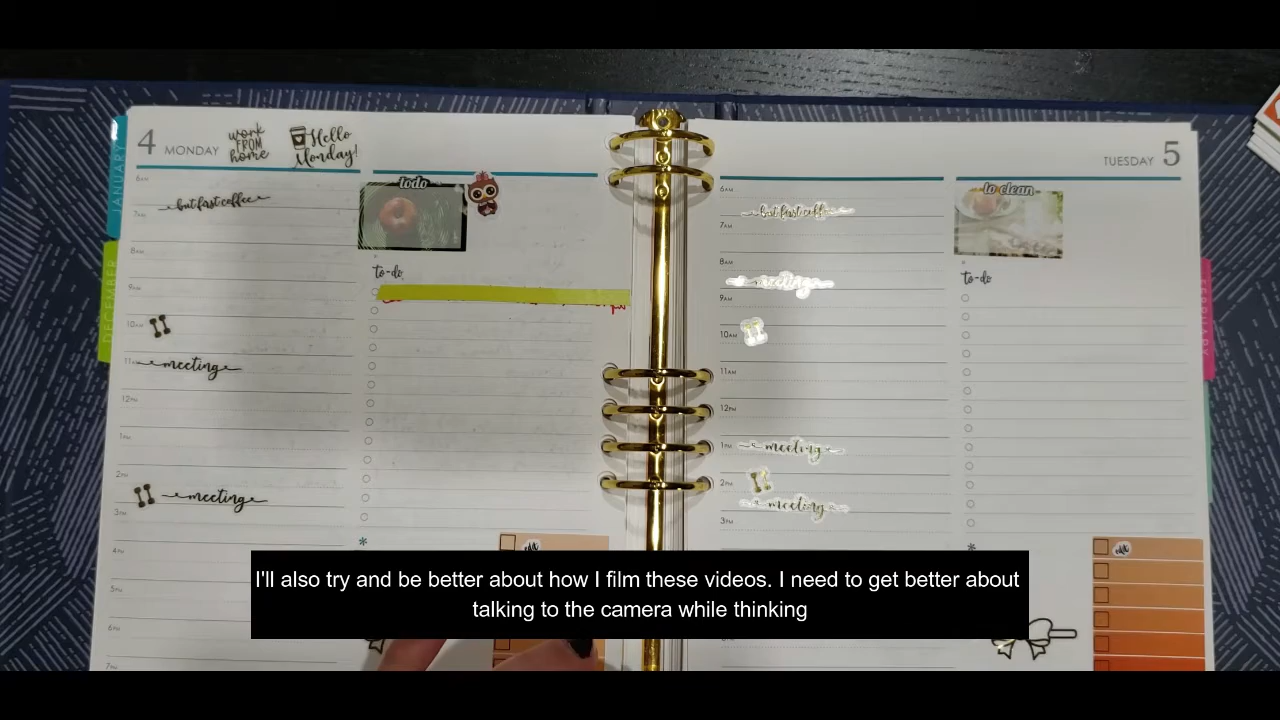 4 MONDAY
work
FROM
home
Hello
Monday!
JANUARY
DECEMBER
6AM
but first coffee
7AM
8AM
9AM
10AM
11AM
meeting
12PM
1PM
2PM
meeting
3PM
4PM
5PM
6PM
7PM
todo
to-do
TUESDAY 5
6AM
but first coffee
7AM
8AM
meeting
9AM
10AM
11AM
12PM
1PM
meeting
2PM
meeting
3PM
to clean
to-do
FEBRUARY
I'll also try and be better about how I film these videos. I need to get better about
talking to the camera while thinking